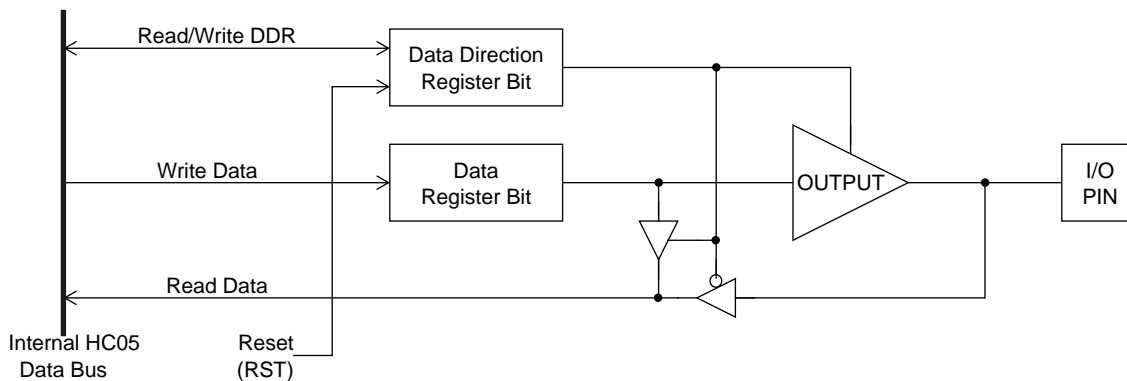 Read/Write DDR
Data Direction
Register Bit
Write Data
Data
Register Bit
OUTPUT
I/O
PIN
Read Data
Internal HC05
Data Bus
Reset
(RST)